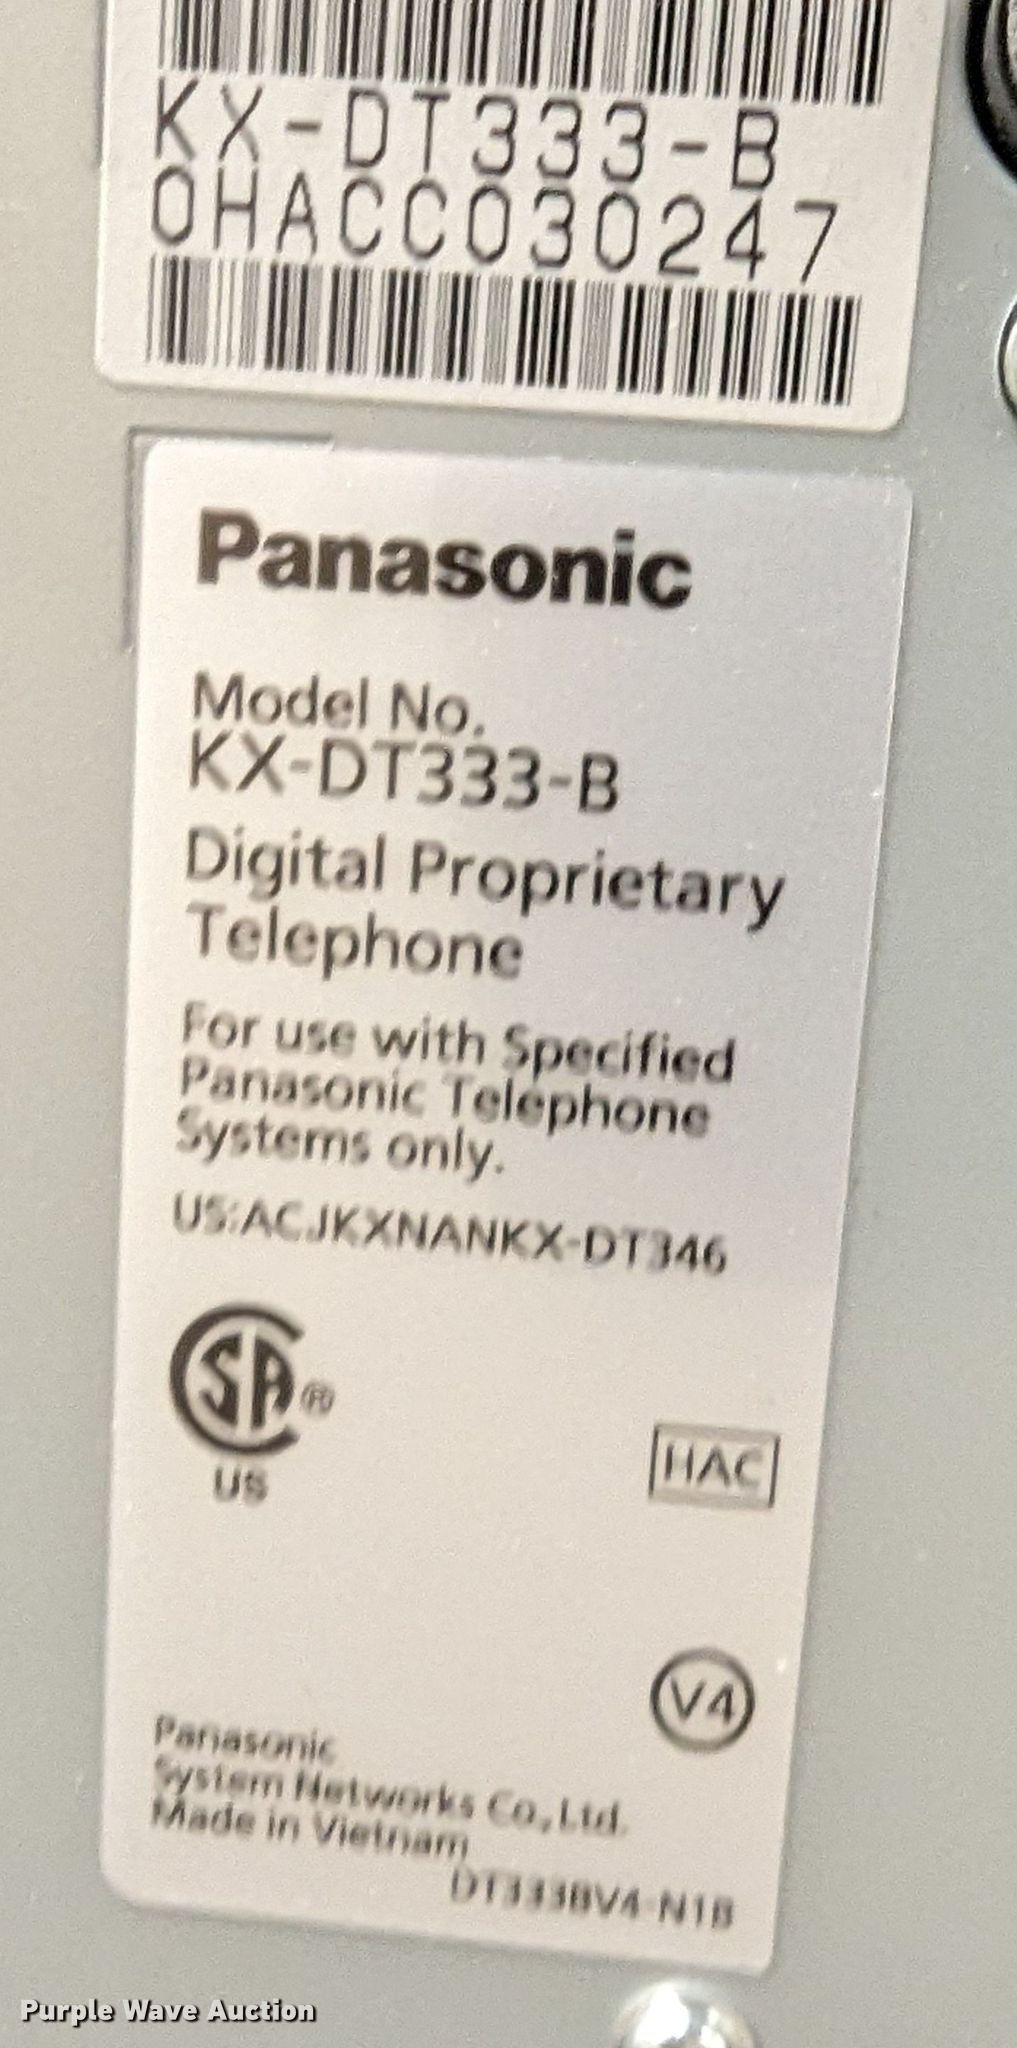 KX-DT333-B
0HACC030247
Panasonic
Model No.
KX-DT333-B
Digital Proprietary
Telephone
For use with Specified
Panasonic Telephone
Systems only.
US:ACJKXNANKX-DT346
SA®
US
HAC
V4
Panasonic
System Networks Co.,Ltd.
Made in Vietnam
DT333BV4-N1B
Purple Wave Auction